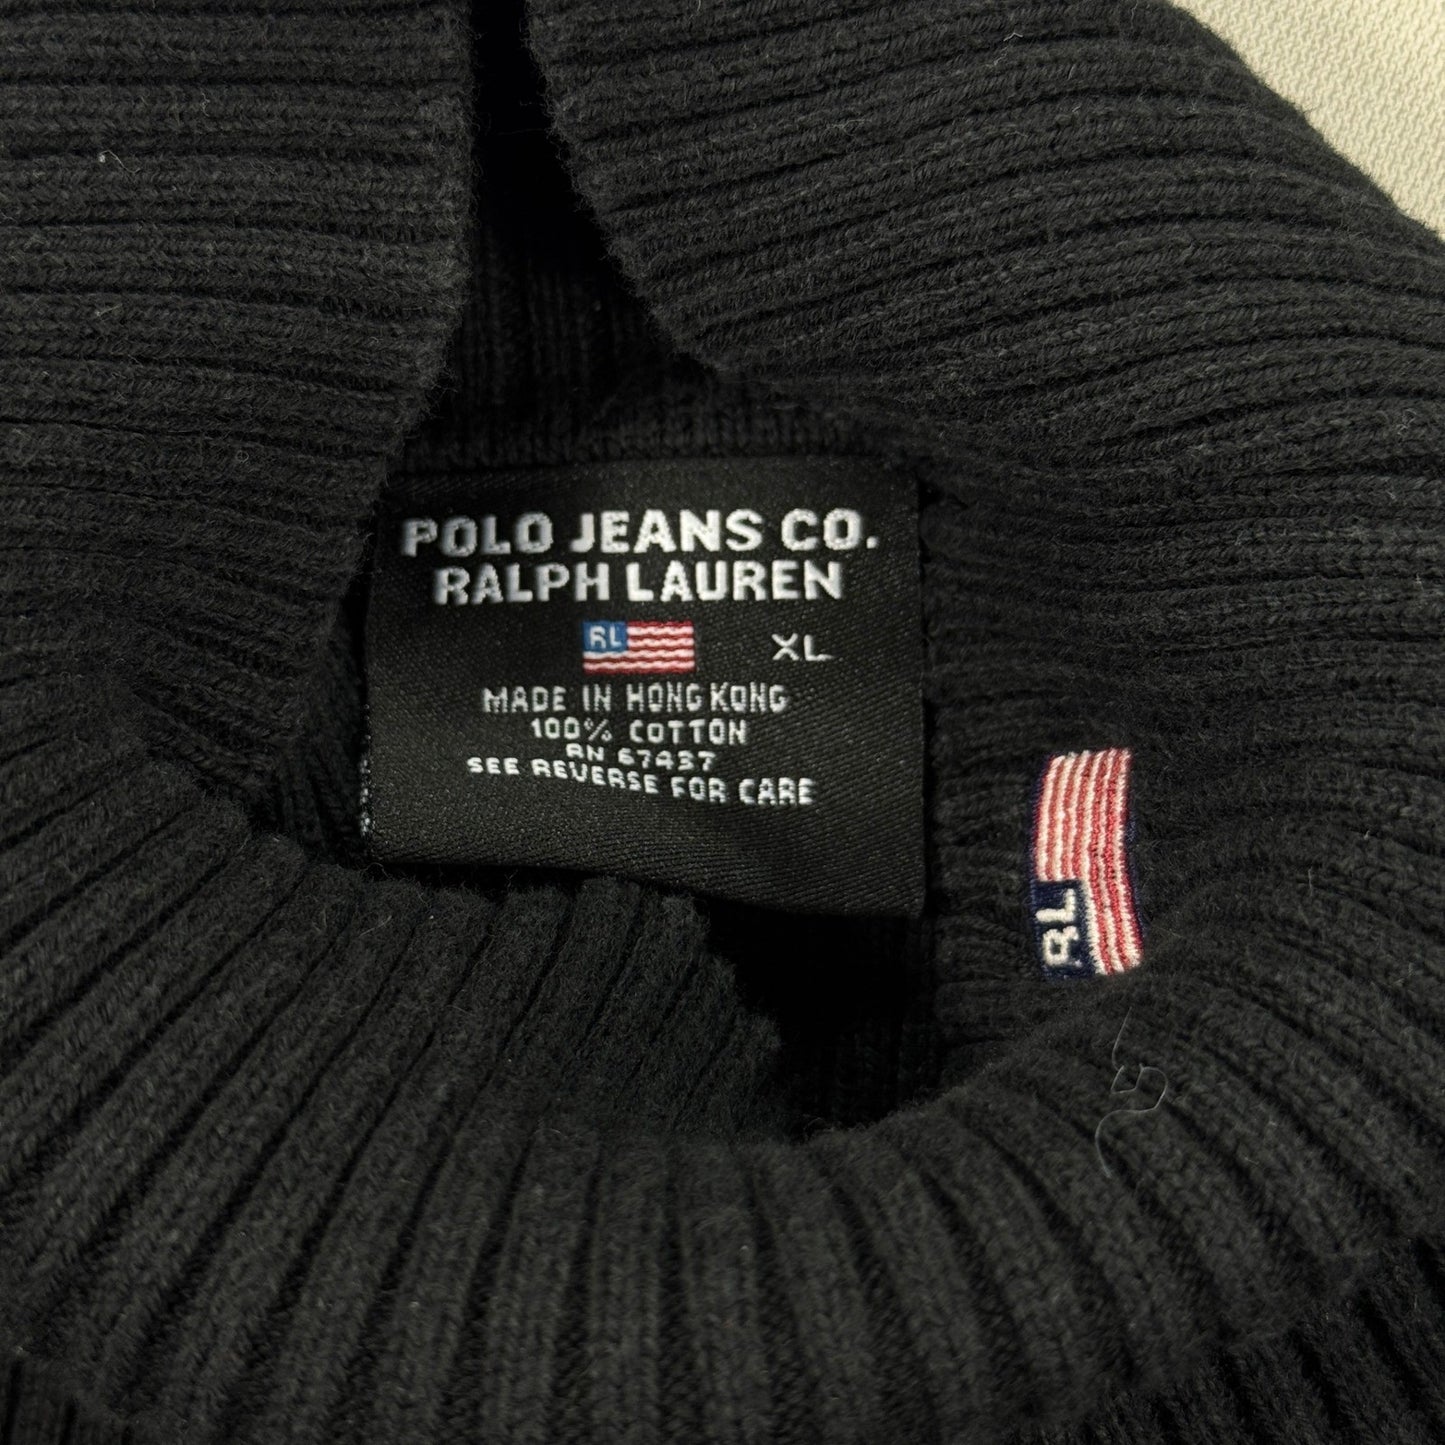 POLO JEANS CO.
RALPH LAUREN
RL
XL
MADE IN HONG KONG
100% COTTON
RN 67437
SEE REVERSE FOR CARE
RL